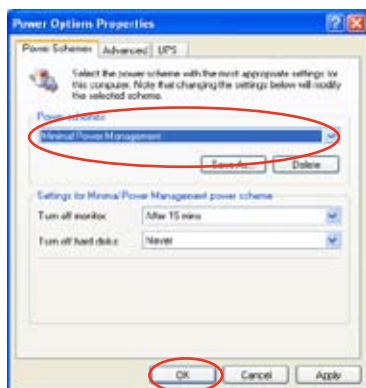 Power Options Properties
Power Schemes Advanced UPS
Select the power scheme with the most appropriate settings for
this computer. Note that changing the settings below will modify
the selected scheme.
Power schemes
Minimal Power Management
Save As... Delete
Settings for Minimal Power Management power scheme
Turn off monitor: After 15 mins
Turn off hard disks: Never
OK Cancel Apply